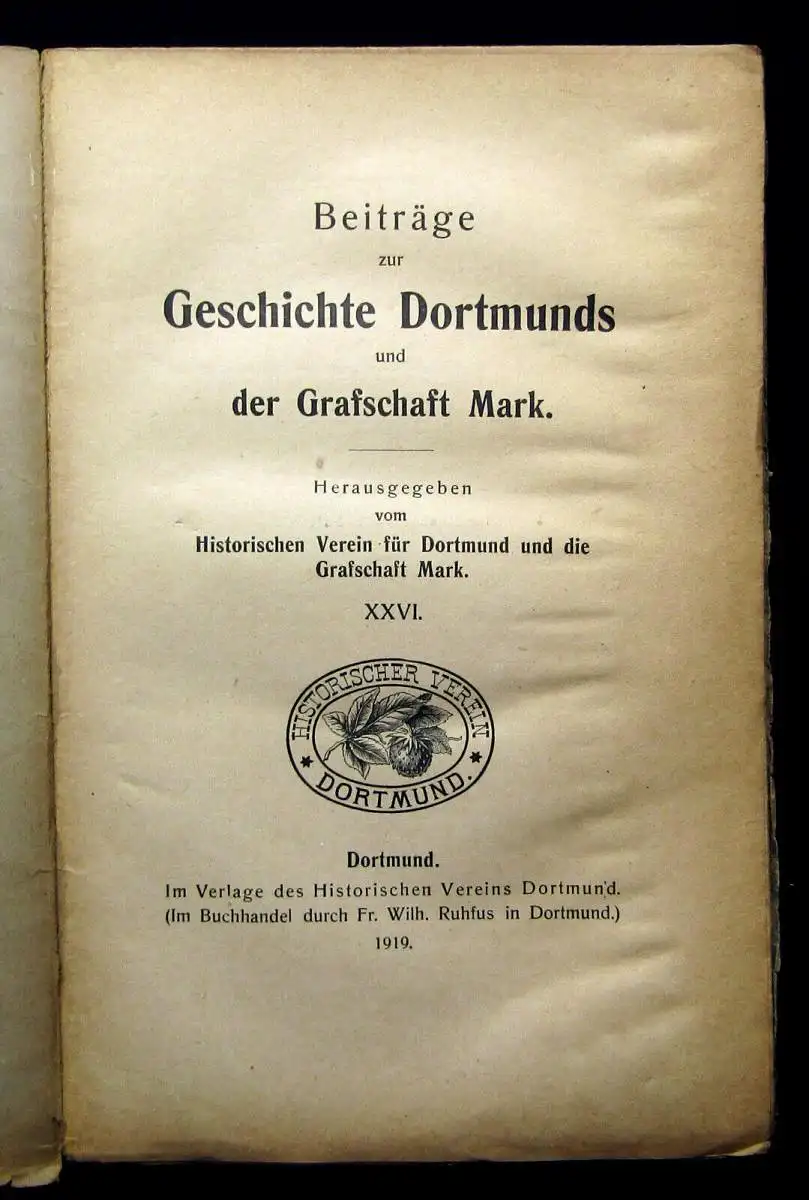 Beiträge
zur
Geschichte Dortmunds
und
der Grafschaft Mark.
Herausgegeben
vom
Historischen Verein für Dortmund und die
Grafschaft Mark.
XXVI.
HISTORISCHER VEREIN
* DORTMUND. *
Dortmund.
Im Verlage des Historischen Vereins Dortmund.
(Im Buchhandel durch Fr. Wilh. Ruhfus in Dortmund.)
1919.